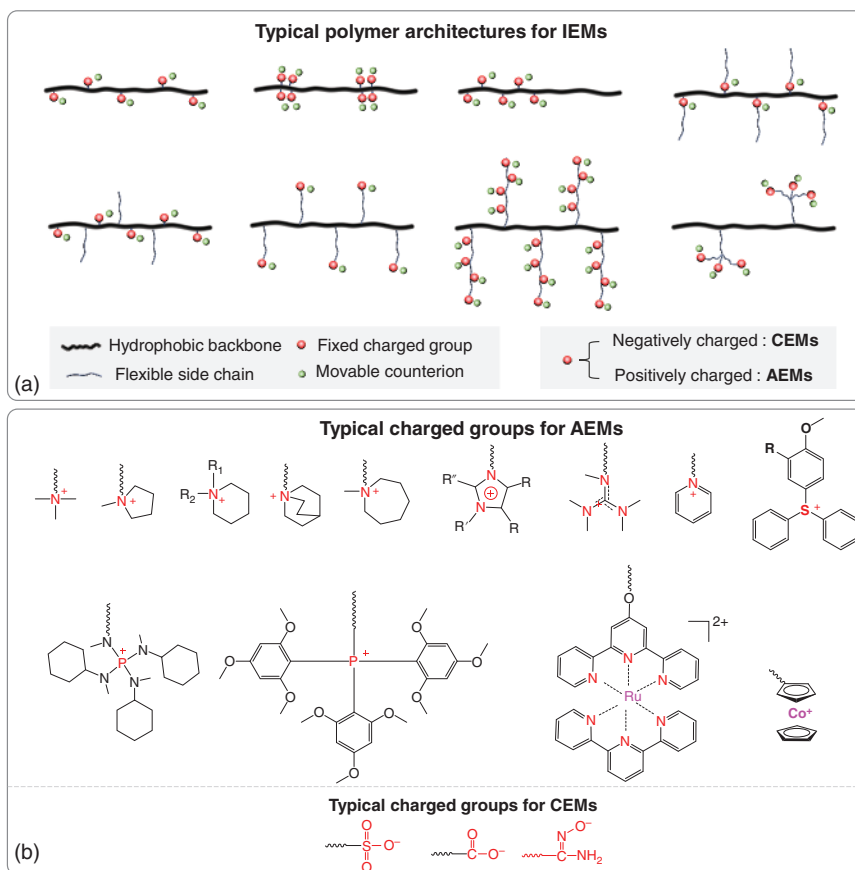 Typical polymer architectures for IEMs
Hydrophobic backbone
Fixed charged group
Flexible side chain
Movable counterion
Negatively charged : CEMs
Positively charged : AEMs
(a)
Typical charged groups for AEMs
N+
N+
R1
R2
N+
+N
N+
N
R″
R
+
N
R′
R
N
+
N
N
N+
O
R
S+
N
P+
N
N
N
O
O
O
P+
O
O
O
O
O
O
O
2+
N
N
N
Ru
N
N
N
Co+
Typical charged groups for CEMs
O
S
O−
O
O
C
O−
O−
N
C
NH2
(b)